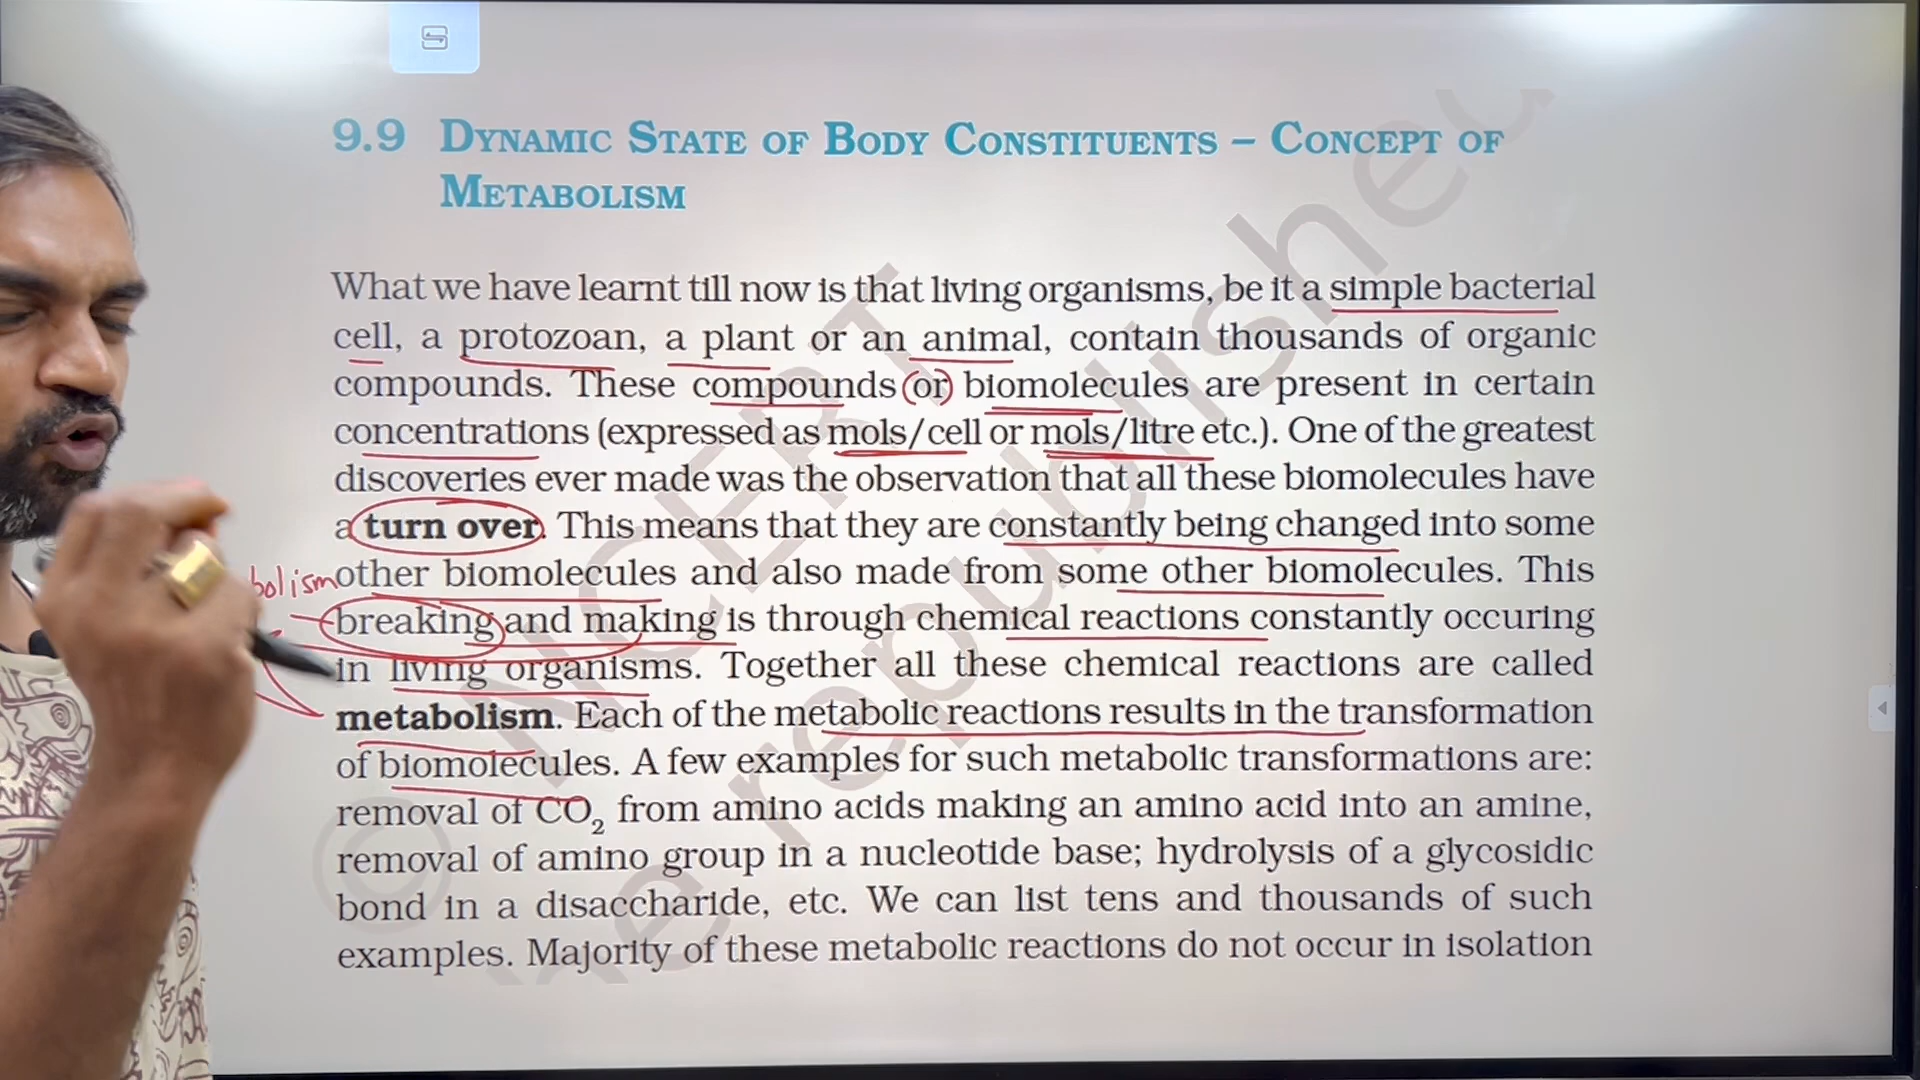 9.9 DYNAMIC STATE OF BODY CONSTITUENTS – CONCEPT OF
METABOLISM
What we have learnt till now is that living organisms, be it a simple bacterial
cell, a protozoan, a plant or an animal, contain thousands of organic
compounds. These compounds (or) biomolecules are present in certain
concentrations (expressed as mols/cell or mols/litre etc.). One of the greatest
discoveries ever made was the observation that all these biomolecules have
a turn over. This means that they are constantly being changed into some
bolism other biomolecules and also made from some other biomolecules. This
breaking and making is through chemical reactions constantly occuring
in living organisms. Together all these chemical reactions are called
metabolism. Each of the metabolic reactions results in the transformation
of biomolecules. A few examples for such metabolic transformations are:
removal of CO₂ from amino acids making an amino acid into an amine,
removal of amino group in a nucleotide base; hydrolysis of a glycosidic
bond in a disaccharide, etc. We can list tens and thousands of such
examples. Majority of these metabolic reactions do not occur in isolation
© NCERT
he republished